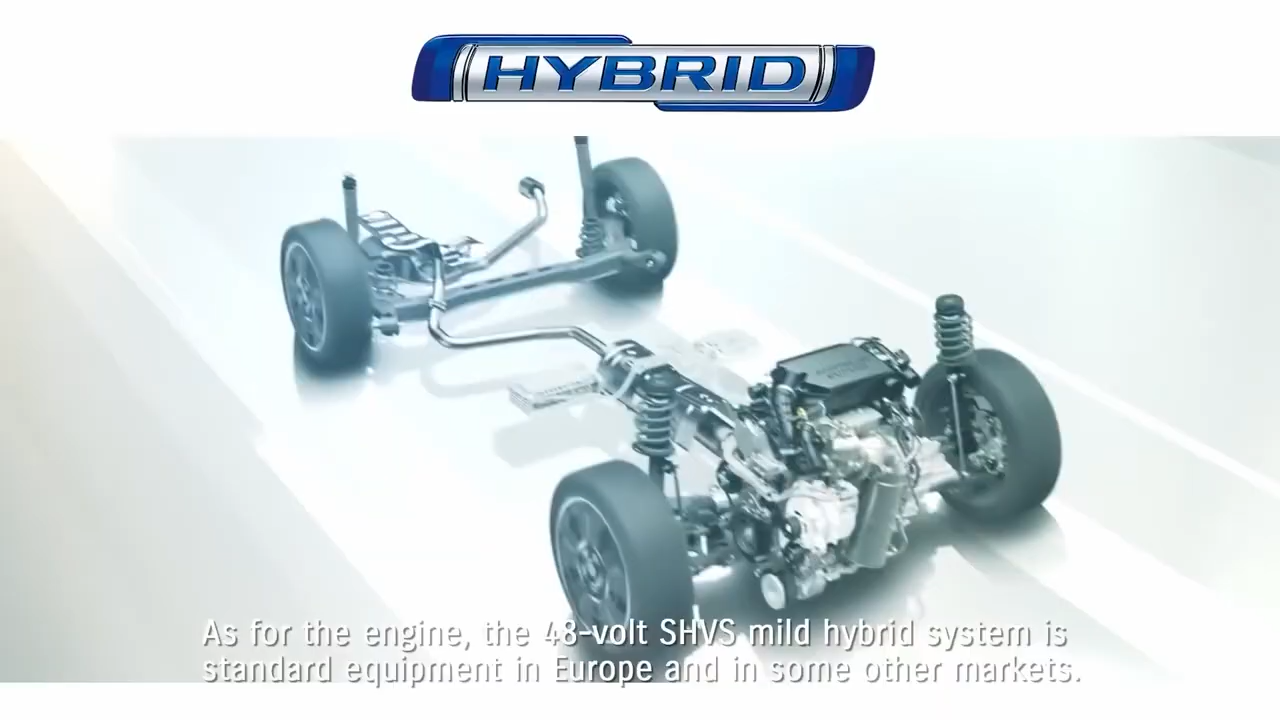 HYBRID
As for the engine, the 48-volt SHVS mild hybrid system is
standard equipment in Europe and in some other markets.